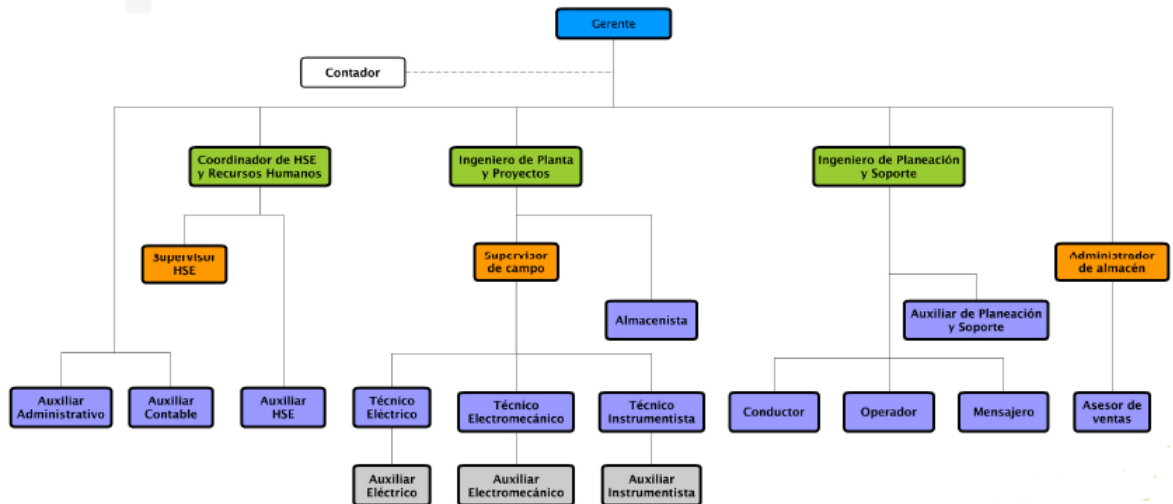 Gerente
Contador
Coordinador de HSE
y Recursos Humanos
Ingeniero de Planta
y Proyectos
Ingeniero de Planeación
y Soporte
Supervisor
HSE
Supervisor
de campo
Administrador
de almacén
Almacenista
Auxiliar de Planeación
y Soporte
Auxiliar
Administrativo
Auxiliar
Contable
Auxiliar
HSE
Técnico
Eléctrico
Técnico
Electromecánico
Técnico
Instrumentista
Conductor
Operador
Mensajero
Asesor de
ventas
Auxiliar
Eléctrico
Auxiliar
Electromecánico
Auxiliar
Instrumentista